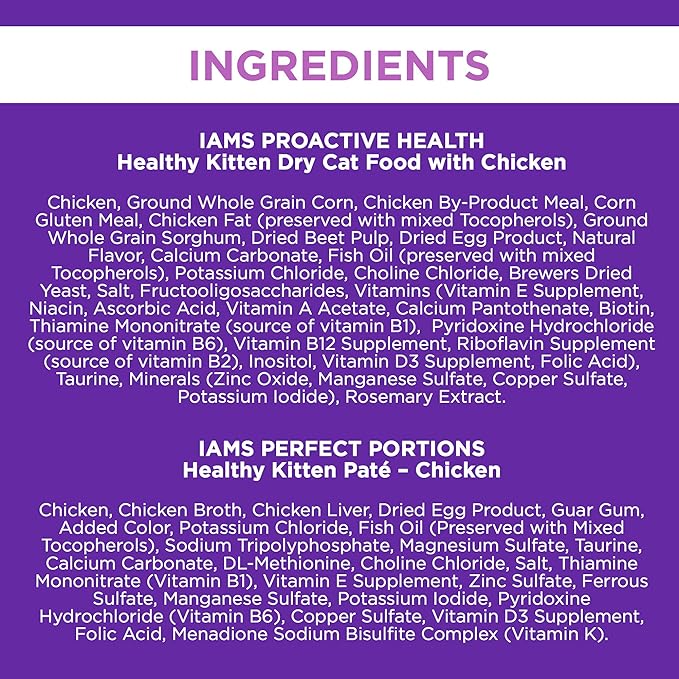 INGREDIENTS
IAMS PROACTIVE HEALTH
Healthy Kitten Dry Cat Food with Chicken
Chicken, Ground Whole Grain Corn, Chicken By-Product Meal, Corn
Gluten Meal, Chicken Fat (preserved with mixed Tocopherols), Ground
Whole Grain Sorghum, Dried Beet Pulp, Dried Egg Product, Natural
Flavor, Calcium Carbonate, Fish Oil (preserved with mixed
Tocopherols), Potassium Chloride, Choline Chloride, Brewers Dried
Yeast, Salt, Fructooligosaccharides, Vitamins (Vitamin E Supplement,
Niacin, Ascorbic Acid, Vitamin A Acetate, Calcium Pantothenate, Biotin,
Thiamine Mononitrate (source of vitamin B1), Pyridoxine Hydrochloride
(source of vitamin B6), Vitamin B12 Supplement, Riboflavin Supplement
(source of vitamin B2), Inositol, Vitamin D3 Supplement, Folic Acid),
Taurine, Minerals (Zinc Oxide, Manganese Sulfate, Copper Sulfate,
Potassium Iodide), Rosemary Extract.
IAMS PERFECT PORTIONS
Healthy Kitten Paté – Chicken
Chicken, Chicken Broth, Chicken Liver, Dried Egg Product, Guar Gum,
Added Color, Potassium Chloride, Fish Oil (Preserved with Mixed
Tocopherols), Sodium Tripolyphosphate, Magnesium Sulfate, Taurine,
Calcium Carbonate, DL-Methionine, Choline Chloride, Salt, Thiamine
Mononitrate (Vitamin B1), Vitamin E Supplement, Zinc Sulfate, Ferrous
Sulfate, Manganese Sulfate, Potassium Iodide, Pyridoxine
Hydrochloride (Vitamin B6), Copper Sulfate, Vitamin D3 Supplement,
Folic Acid, Menadione Sodium Bisulfite Complex (Vitamin K).